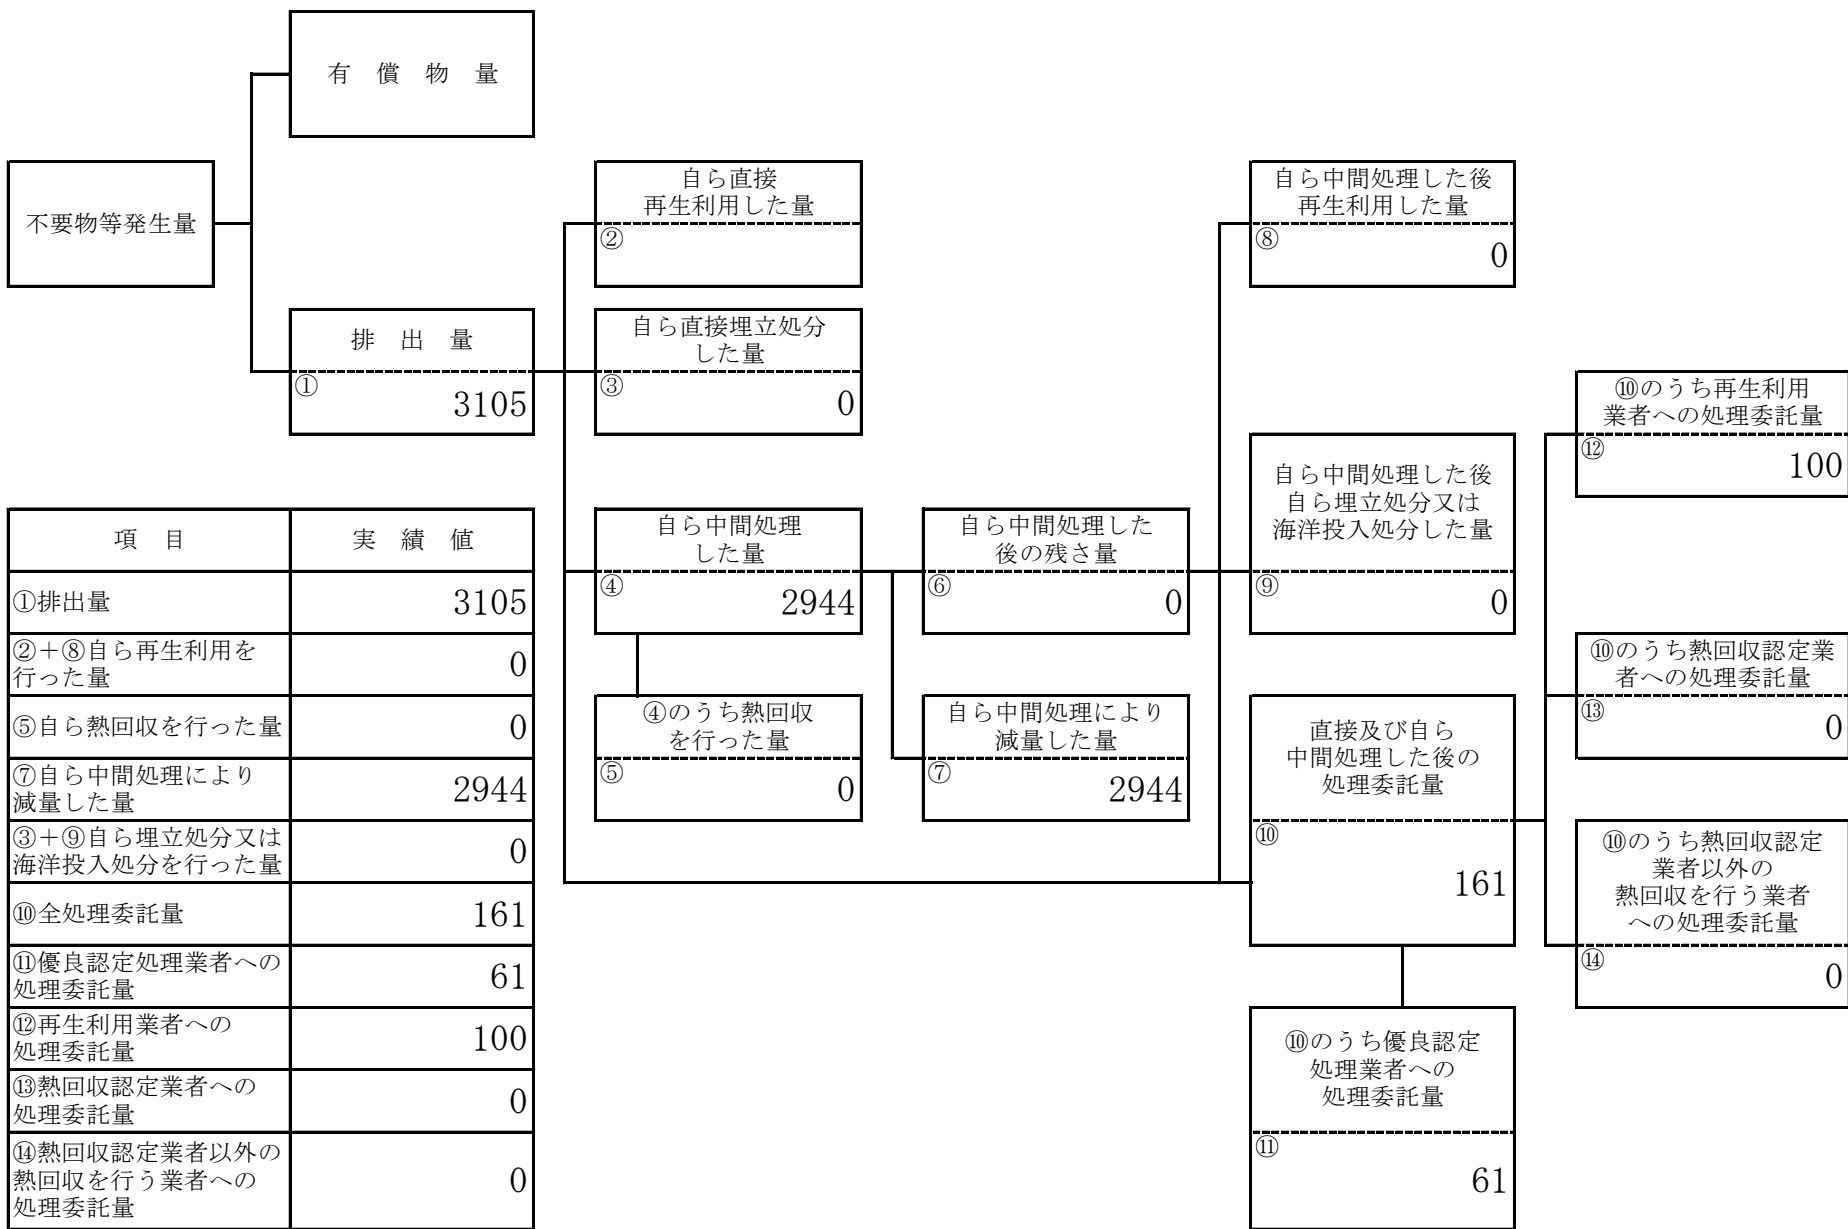 有 償 物 量
不要物等発生量
自ら直接
再生利用した量
②
自ら中間処理した後
再生利用した量
⑧
0
排 出 量
①
3105
自ら直接埋立処分
した量
③
0
⑩のうち再生利用
業者への処理委託量
⑫
100
自ら中間処理した後
自ら埋立処分又は
海洋投入処分した量
⑨
0
自ら中間処理
した量
④
2944
自ら中間処理した
後の残さ量
⑥
0
⑩のうち熱回収認定業
者への処理委託量
⑬
0
④のうち熱回収
を行った量
⑤
0
自ら中間処理により
減量した量
⑦
2944
直接及び自ら
中間処理した後の
処理委託量
⑩
161
⑩のうち熱回収認定
業者以外の
熱回収を行う業者
への処理委託量
⑭
0
⑩のうち優良認定
処理業者への
処理委託量
⑪
61
項 目 実 績 値
①排出量 3105
②+⑧自ら再生利用を
行った量 0
⑤自ら熱回収を行った量 0
⑦自ら中間処理により
減量した量 2944
③+⑨自ら埋立処分又は
海洋投入処分を行った量 0
⑩全処理委託量 161
⑪優良認定処理業者への
処理委託量 61
⑫再生利用業者への
処理委託量 100
⑬熱回収認定業者への
処理委託量 0
⑭熱回収認定業者以外の
熱回収を行う業者への
処理委託量 0